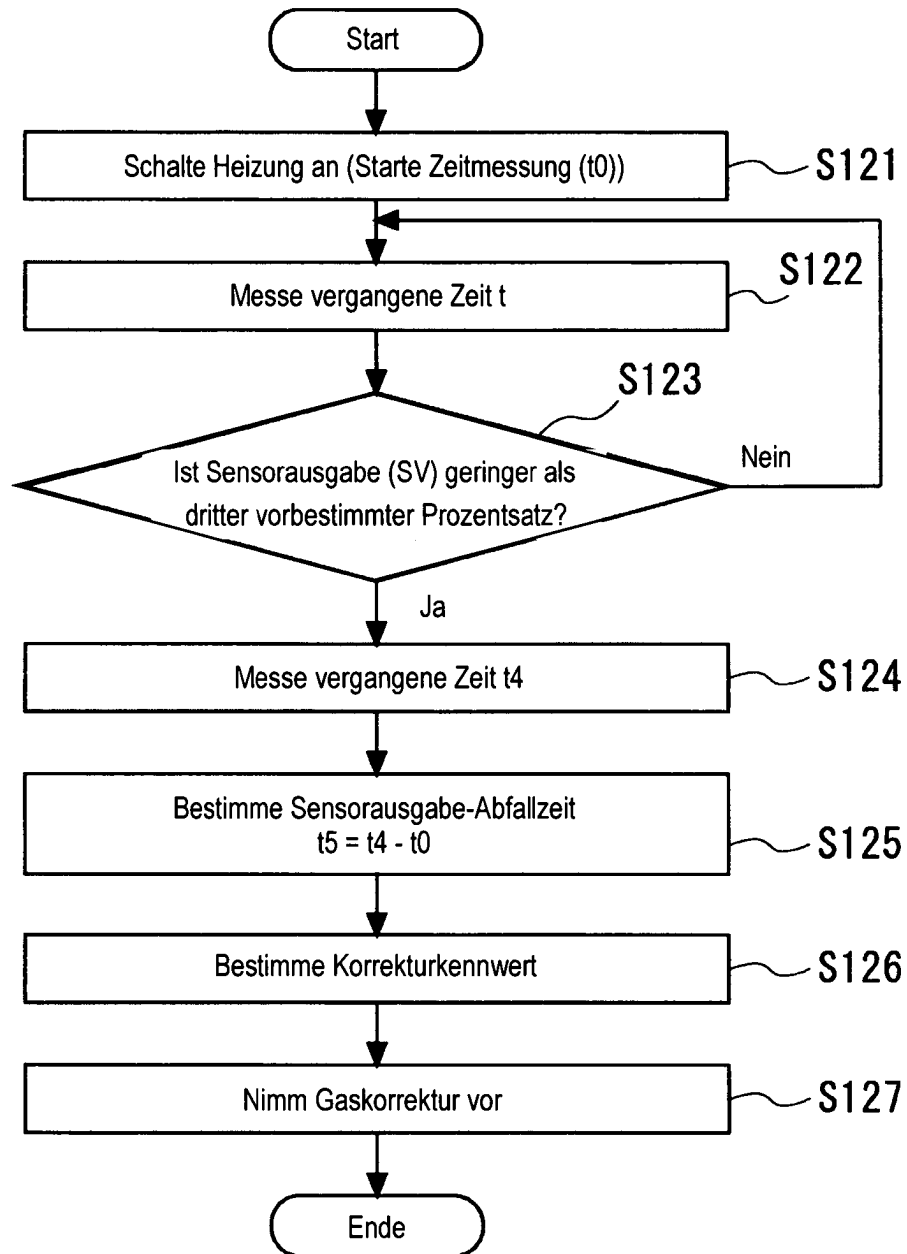 Start
Schalte Heizung an (Starte Zeitmessung (t0))
S121
Messe vergangene Zeit t
S122
S123
Ist Sensorausgabe (SV) geringer als
dritter vorbestimmter Prozentsatz?
Nein
Ja
Messe vergangene Zeit t4
S124
Bestimme Sensorausgabe-Abfallzeit
t5 = t4 - t0
S125
Bestimme Korrekturkennwert
S126
Nimm Gaskorrektur vor
S127
Ende